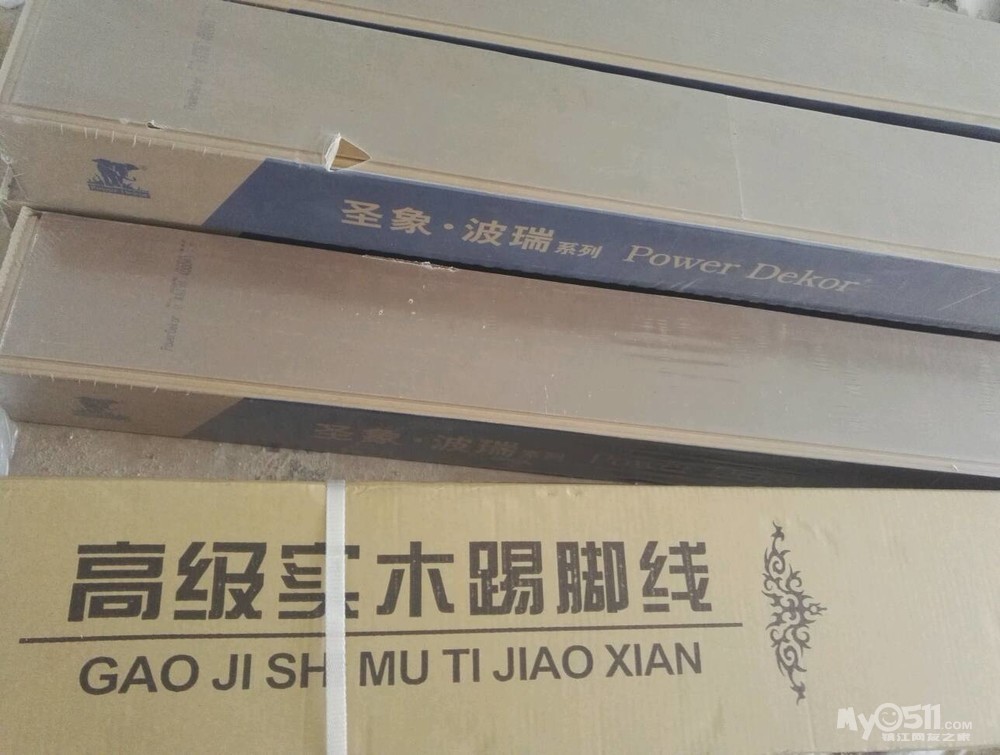 圣象·波瑞系列 Power Dekor
圣象·波瑞系列
高级实木踢脚线
GAO JI SH MU TI JIAO XIAN
My0511.com
镇江网友之家